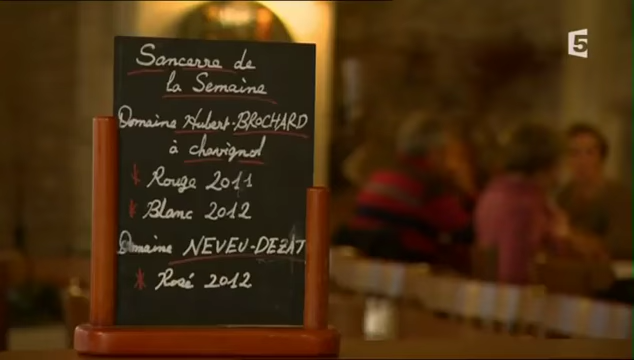 Sancerre de
la Semaine
Domaine Hubert-BROCHARD
à chavignol
* Rouge 2011
* Blanc 2012
Domaine NEVEU-DEZAT
* Rosé 2012
5